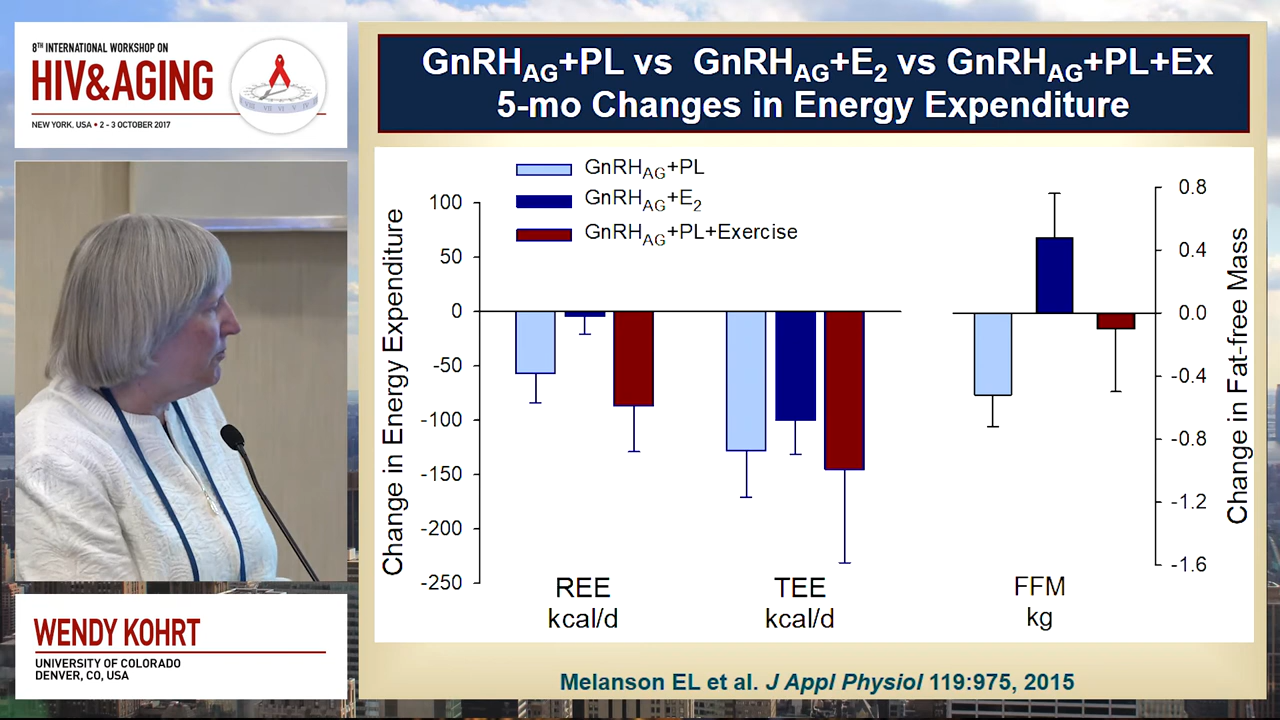 8TH INTERNATIONAL WORKSHOP ON
HIV&AGING
NEW YORK, USA • 2 - 3 OCTOBER 2017
WENDY KOHRT
UNIVERSITY OF COLORADO
DENVER, CO, USA
GnRHAG+PL vs GnRHAG+E2 vs GnRHAG+PL+Ex
5-mo Changes in Energy Expenditure
GnRHAG+PL
GnRHAG+E2
GnRHAG+PL+Exercise
Change in Energy Expenditure
100
50
0
-50
-100
-150
-200
-250
REE
kcal/d
TEE
kcal/d
FFM
kg
0.8
0.4
0.0
-0.4
-0.8
-1.2
-1.6
Change in Fat-free Mass
Melanson EL et al. J Appl Physiol 119:975, 2015